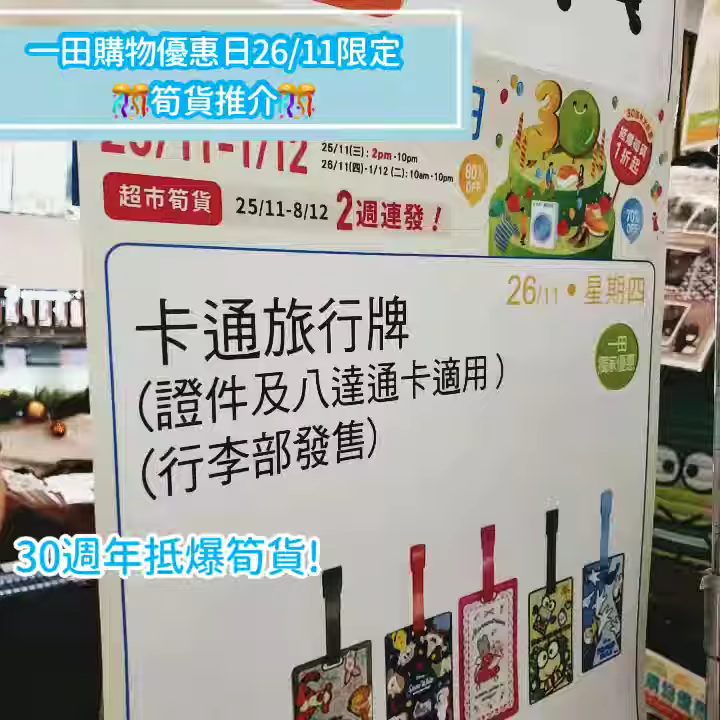 一田購物優惠日26/11限定
🎊筍貨推介🎊
25/11-1/12
25/11(三): 2pm-10pm
26/11(四)-1/12(二): 10am-10pm
80% OFF
1折起
70% OFF
超市筍貨 25/11-8/12 2週連發!
26/11•星期四
一田
獨家優惠
卡通旅行牌
(證件及八達通卡適用)
(行李部發售)
30週年抵爆筍貨!